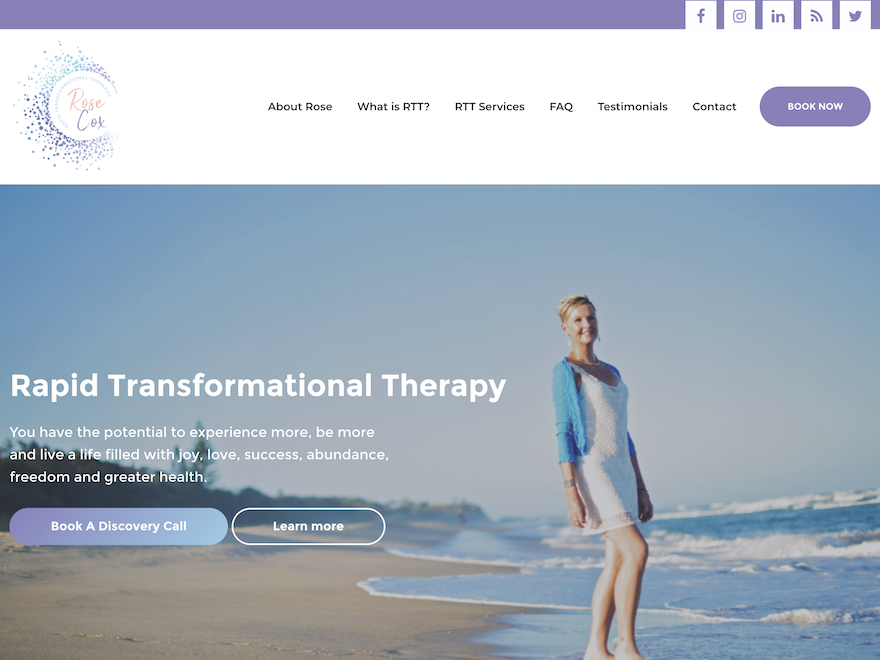 Rose
Cox
About Rose
What is RTT?
RTT Services
FAQ
Testimonials
Contact
BOOK NOW
Rapid Transformational Therapy
You have the potential to experience more, be more
and live a life filled with joy, love, success, abundance,
freedom and greater health.
Book A Discovery Call
Learn more